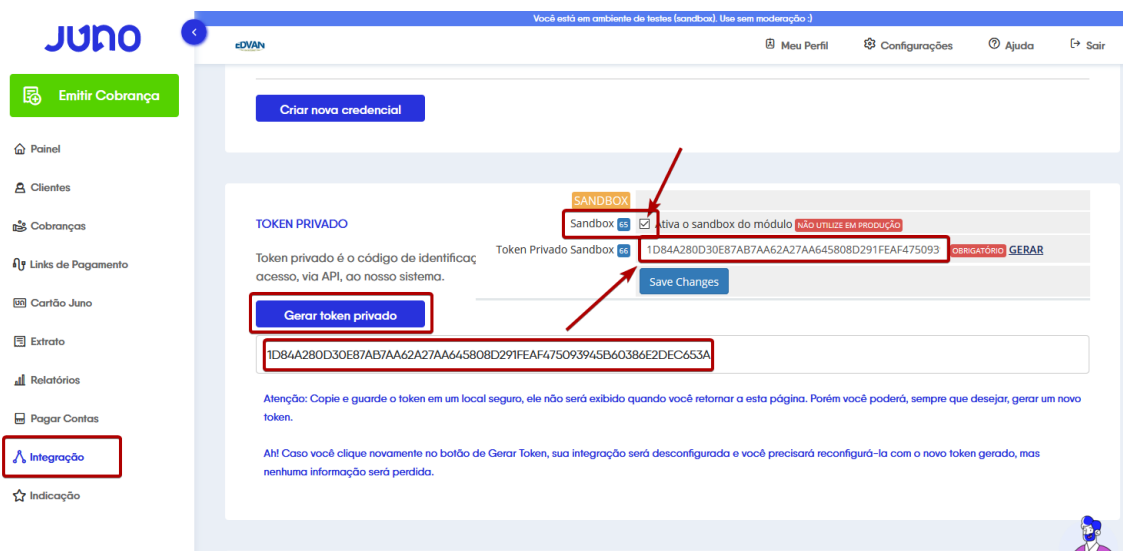 Você está em ambiente de testes (sandbox). Use sem moderação :)
JUNO
eDVAN
Meu Perfil
Configurações
Ajuda
Sair
Emitir Cobrança
Painel
Clientes
Cobranças
Links de Pagamento
Cartão Juno
Extrato
Relatórios
Pagar Contas
Integração
Indicação
Criar nova credencial
SANDBOX
TOKEN PRIVADO
Sandbox 65 Ativa o sandbox do módulo NÃO UTILIZE EM PRODUÇÃO
Token Privado Sandbox 66 1D84A280D30E87AB7AA62A27AA645808D291FEAF475093 OBRIGATÓRIO GERAR
Token privado é o código de identificaç
acesso, via API, ao nosso sistema.
Save Changes
Gerar token privado
1D84A280D30E87AB7AA62A27AA645808D291FEAF475093945B60386E2DEC653A
Atenção: Copie e guarde o token em um local seguro, ele não será exibido quando você retornar a esta página. Porém você poderá, sempre que desejar, gerar um novo
token.
Ah! Caso você clique novamente no botão de Gerar Token, sua integração será desconfigurada e você precisará reconfigurá-la com o novo token gerado, mas
nenhuma informação será perdida.